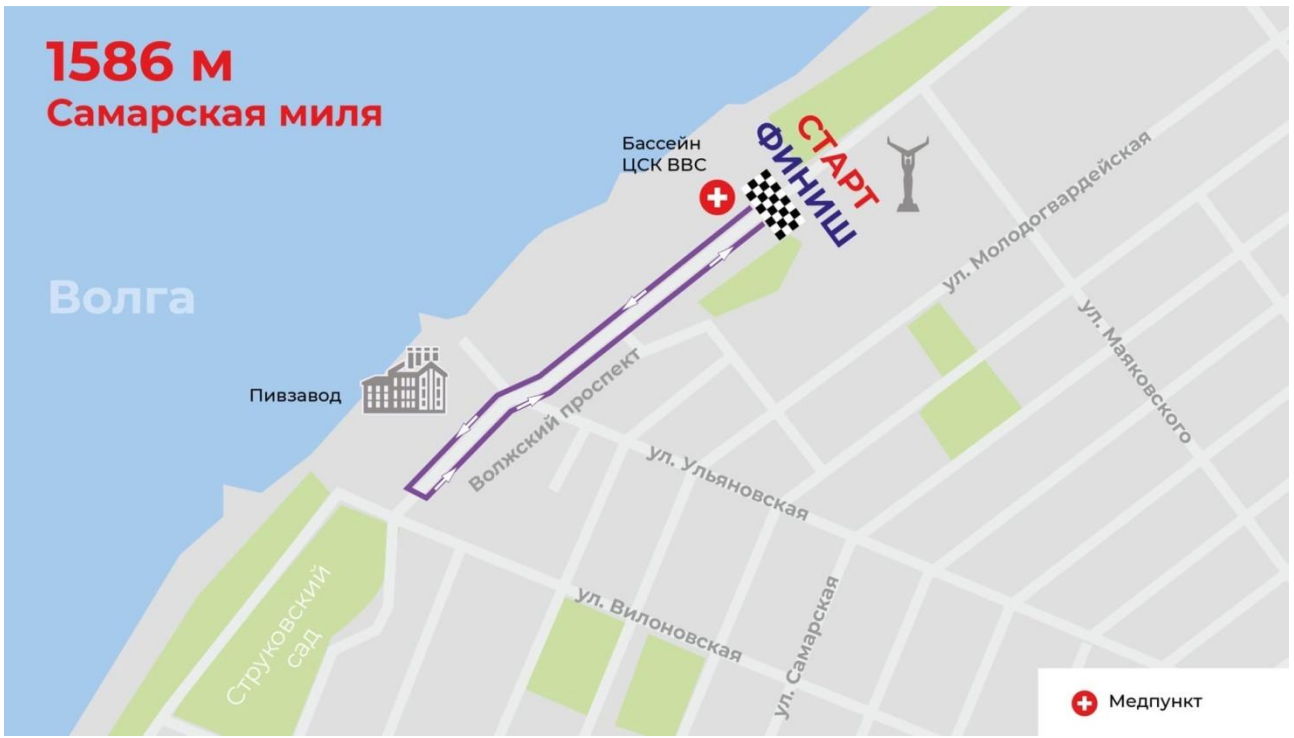 1586 м
Самарская миля
Бассейн
ЦСК ВВС
СТАРТ
ФИНИШ
ул. Молодогвардейская
Волга
ул. Маяковского
Пивзавод
Волжский проспект
ул. Ульяновская
Струковский
сад
ул. Вилоновская
ул. Самарская
Медпункт